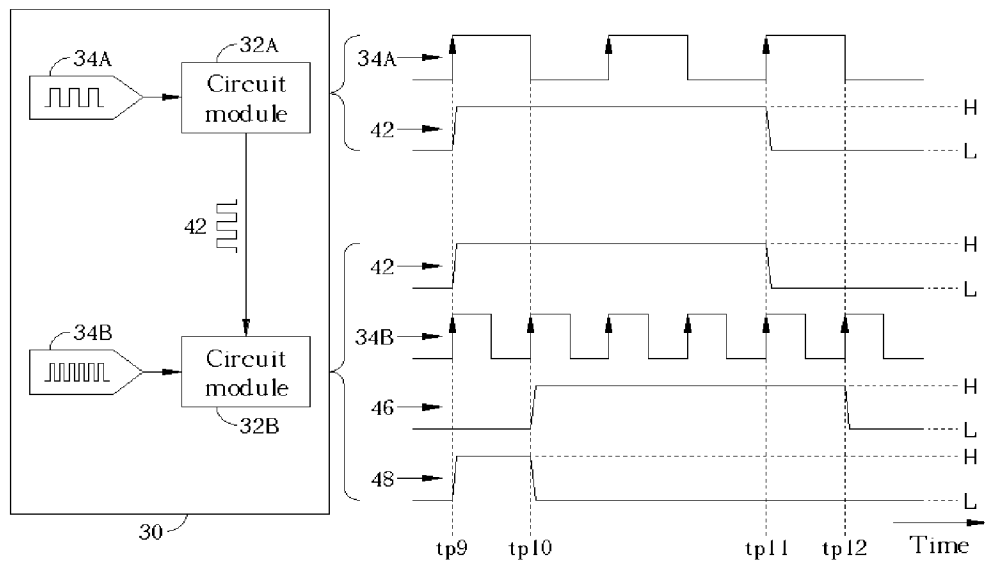 34A
32A
Circuit
module
42
34B
Circuit
module
32B
30
34A
42
H
L
42
H
L
34B
46
H
L
48
H
L
tp9
tp10
tp11
tp12
Time